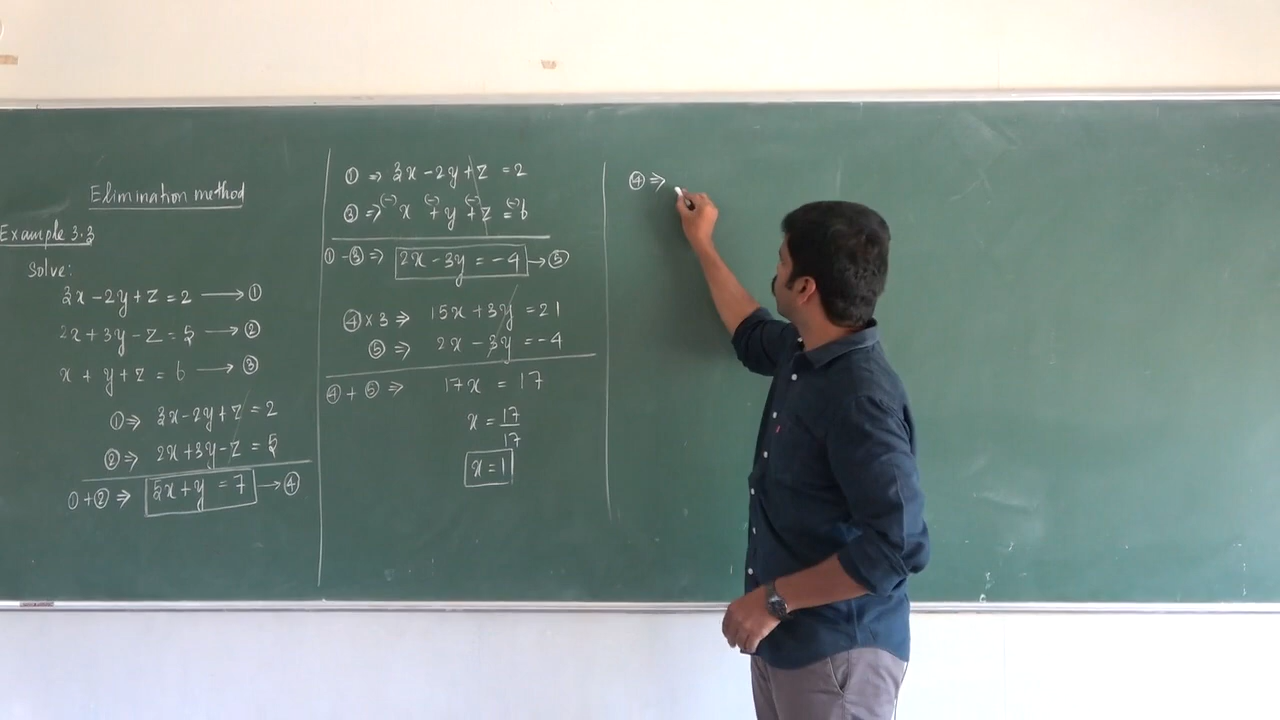 Elimination method
Example 3.3
Solve:
3x - 2y + z = 2 ⟶ ①
2x + 3y - z = 5 ⟶ ②
x + y + z = 6 ⟶ ③
① ⇒ 3x - 2y + z = 2
② ⇒ 2x + 3y - z = 5
① + ② ⇒ 5x + y = 7 → ④
① ⇒ 3x - 2y + z = 2
③ ⇒ (-) x (-) + y (-) + z (-) = 6
① - ③ ⇒ 2x - 3y = -4 → ⑤
④ × 3 ⇒ 15x + 3y = 21
⑤ ⇒ 2x - 3y = -4
④ + ⑤ ⇒ 17x = 17
x = 17/17
x = 1
④ ⇒